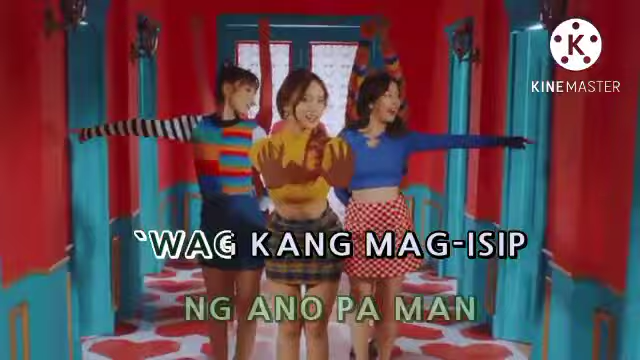 K
KINEMASTER
`WAG KANG MAG-ISIP
NG ANO PA MAN